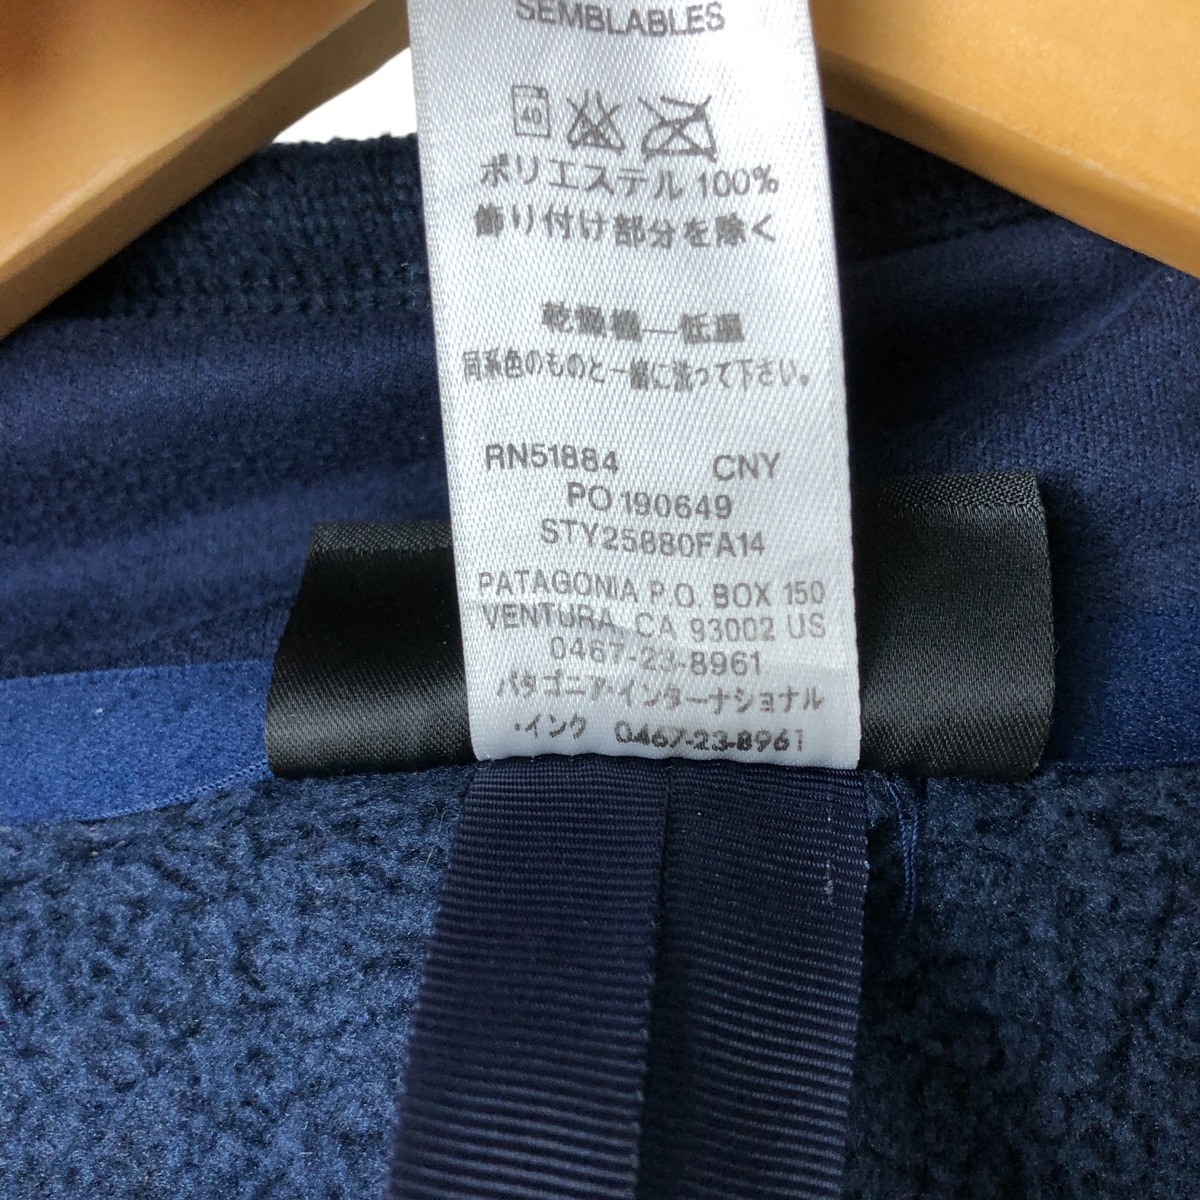 SEMBLABLES
40
ポリエステル 100%
飾り付け部分を除く
乾燥機―低温
同系色のものと一緒に洗って下さい。
RN51884 CNY
PO 190649
STY25880FA14
PATAGONIA P.O. BOX 150
VENTURA, CA 93002 US
0467-23-8961
パタゴニア・インターナショナル
・インク 0467-23-8961